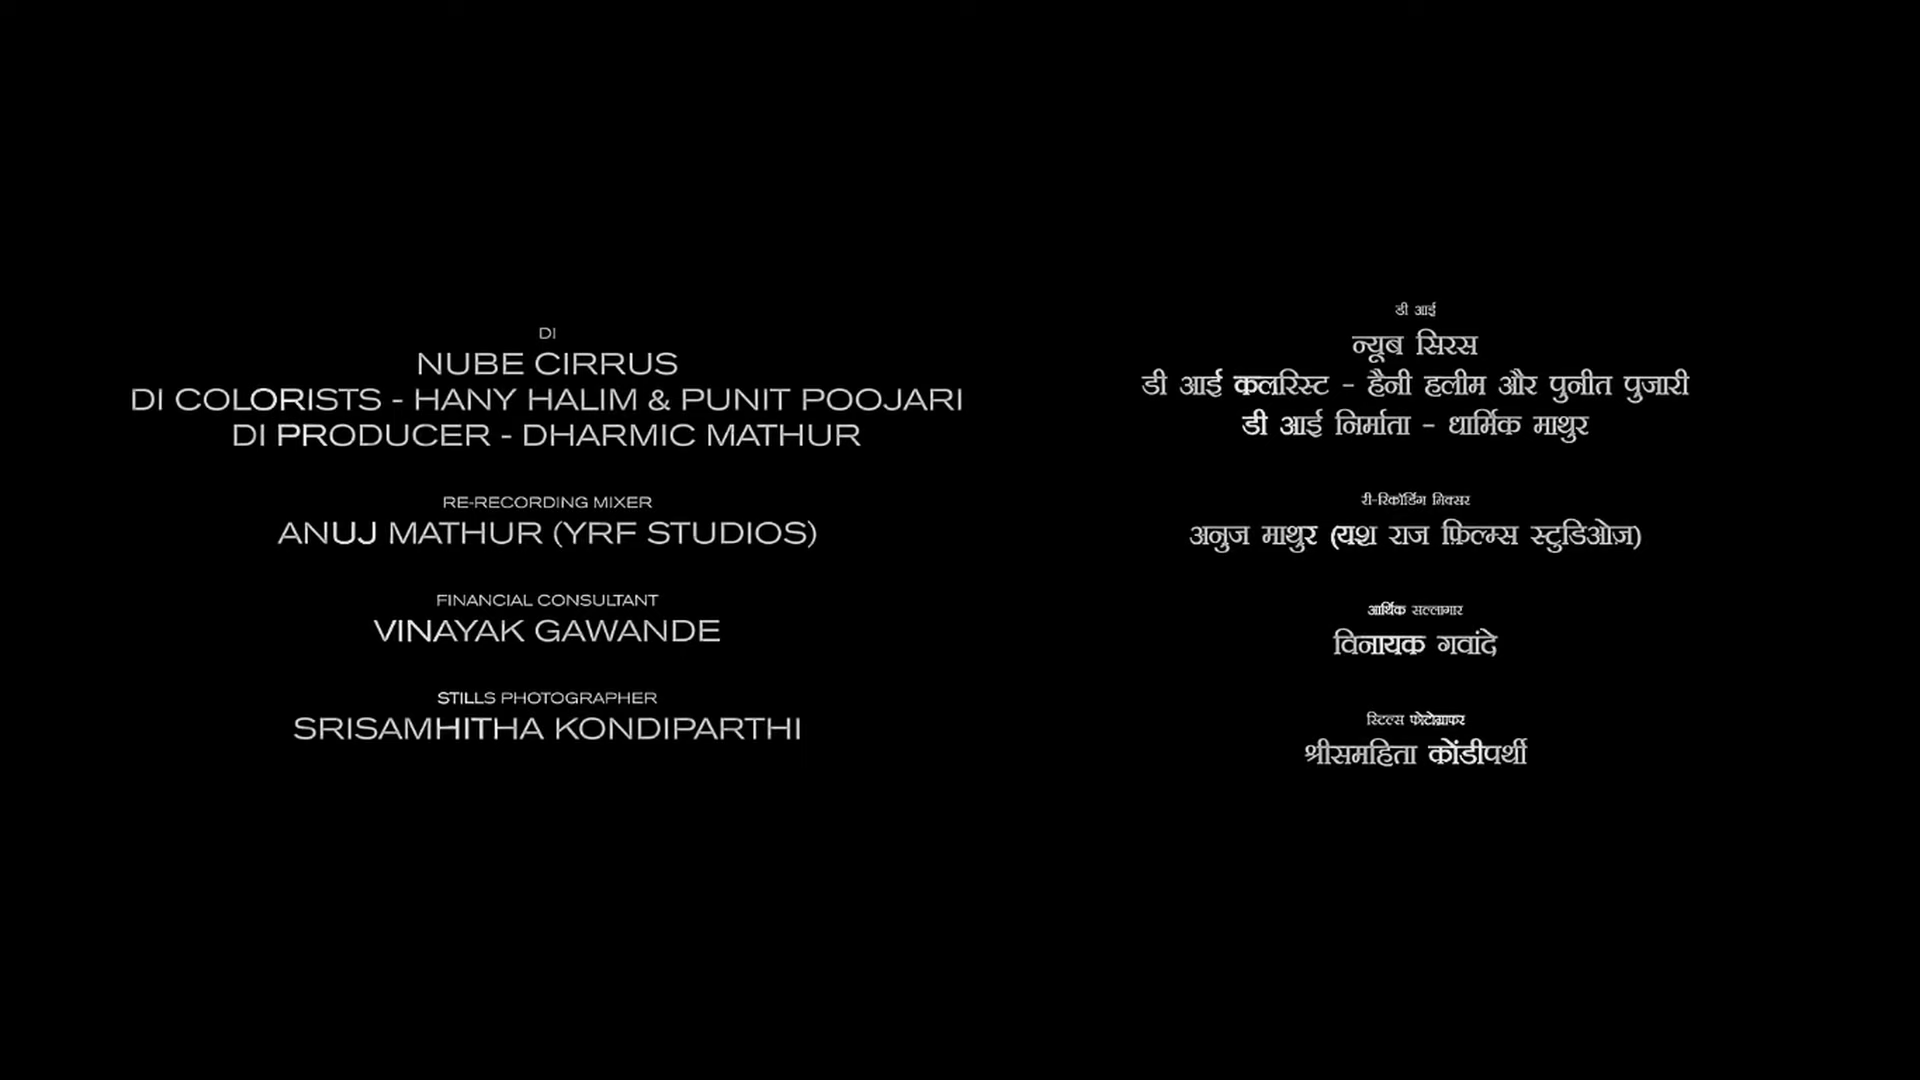 DI
NUBE CIRRUS
DI COLORISTS - HANY HALIM & PUNIT POOJARI
DI PRODUCER - DHARMIC MATHUR
RE-RECORDING MIXER
ANUJ MATHUR (YRF STUDIOS)
FINANCIAL CONSULTANT
VINAYAK GAWANDE
STILLS PHOTOGRAPHER
SRISAMHITHA KONDIPARTHI
डी आई
न्यूब सिरस
डी आई कलरिस्ट - हैनी हलीम और पुनीत पुजारी
डी आई निर्माता - धार्मिक माथुर
री-रिकॉर्डिंग मिक्सर
अनुज माथुर (यश राज फ़िल्म्स स्टुडिओज़)
आर्थिक सल्लागार
विनायक गवांदे
स्टिल्स फोटोग्राफर
श्रीसमहिता कोंडीपर्थी